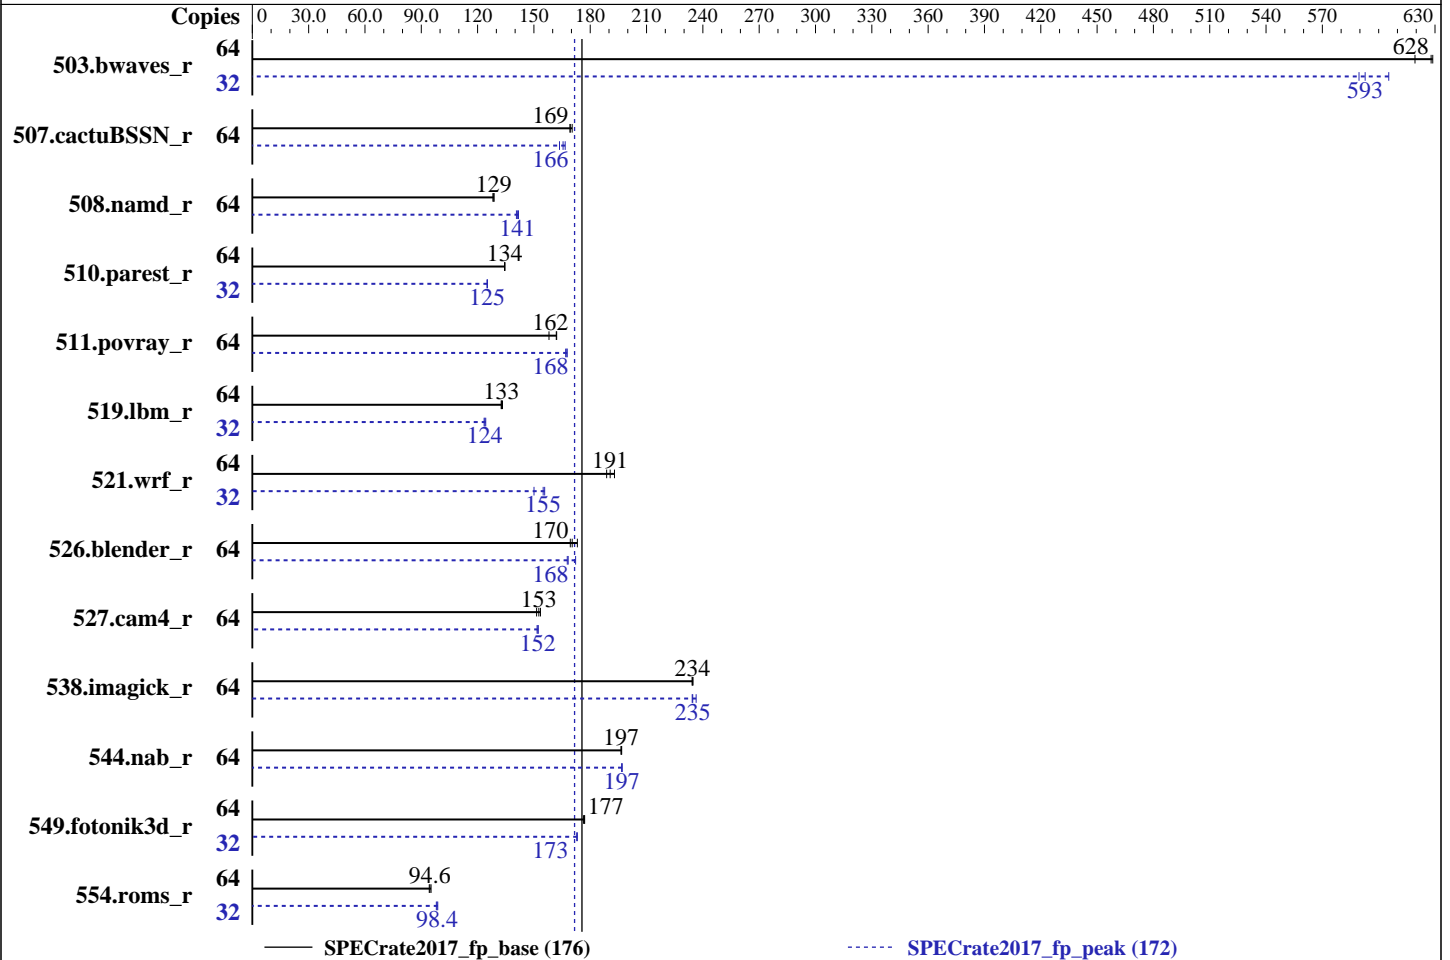 Copies 0 30.0 60.0 90.0 120 150 180 210 240 270 300 330 360 390 420 450 480 510 540 570 630
503.bwaves_r 64 628
32 593
507.cactuBSSN_r 64 169
166
508.namd_r 64 129
141
510.parest_r 64 134
32 125
511.povray_r 64 162
168
519.lbm_r 64 133
32 124
521.wrf_r 64 191
32 155
526.blender_r 64 170
168
527.cam4_r 64 153
152
538.imagick_r 64 234
235
544.nab_r 64 197
197
549.fotonik3d_r 64 177
32 173
554.roms_r 64 94.6
32 98.4
SPECrate2017_fp_base (176) SPECrate2017_fp_peak (172)